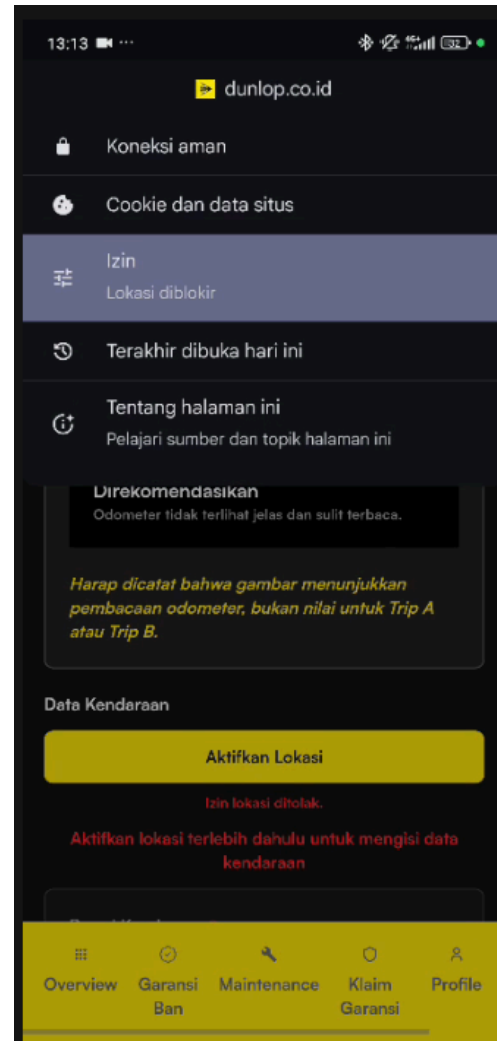 13:13
32
dunlop.co.id
Koneksi aman
Cookie dan data situs
Izin
Lokasi diblokir
Terakhir dibuka hari ini
Tentang halaman ini
Pelajari sumber dan topik halaman ini
Direkomendasikan
Odometer tidak terlihat jelas dan sulit terbaca.
Harap dicatat bahwa gambar menunjukkan
pembacaan odometer, bukan nilai untuk Trip A
atau Trip B.
Data Kendaraan
Aktifkan Lokasi
Izin lokasi ditolak.
Aktifkan lokasi terlebih dahulu untuk mengisi data
kendaraan
Overview
Garansi
Ban
Maintenance
Klaim
Garansi
Profile